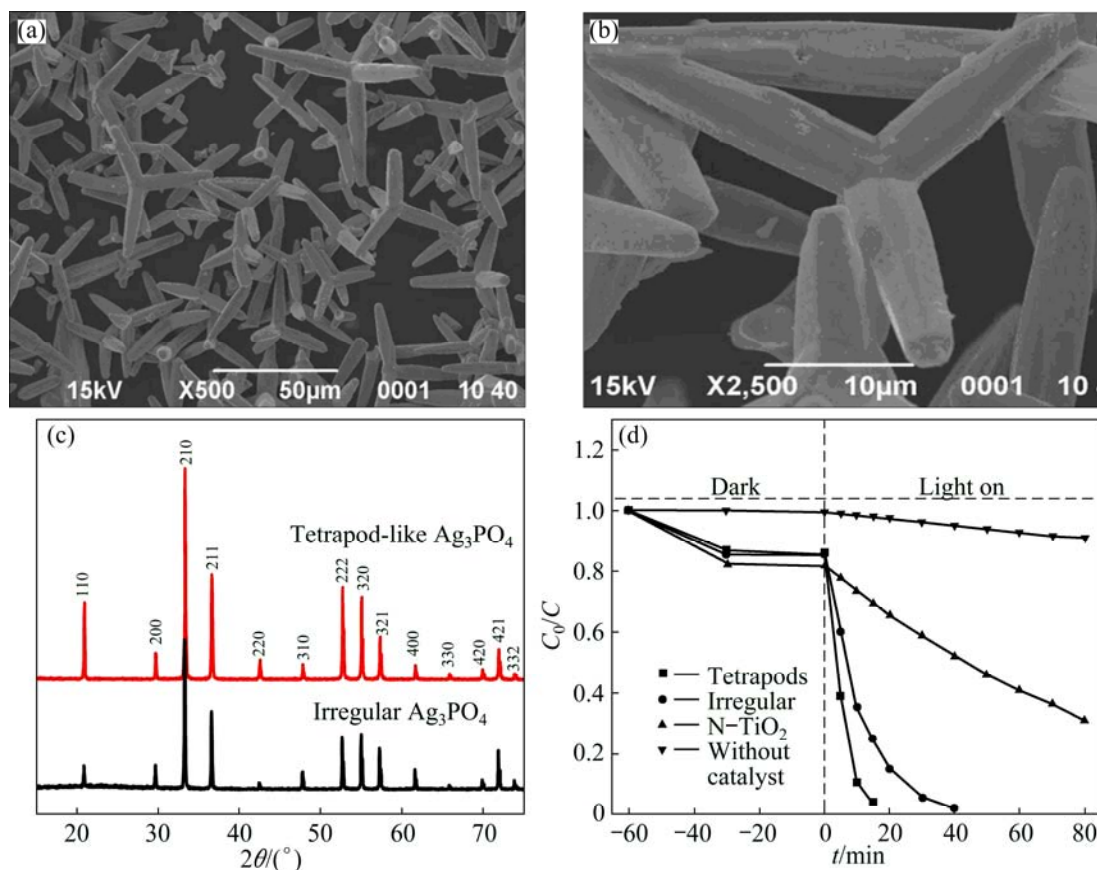 (a)
15kV X500 50μm 0001 10 40
(b)
15kV X2,500 10μm 0001 10
(c)
110
200
210
211
220
310
222
320
321
400
330
420
421
332
Tetrapod-like Ag₃PO₄
Irregular Ag₃PO₄
20 30 40 50 60 70
2θ/(°)
(d)
Dark
Light on
1.2
1.0
0.8
0.6
0.4
0.2
0
C₀/C
Tetrapods
Irregular
N−TiO₂
Without
catalyst
−60 −40 −20 0 20 40 60 80
t/min